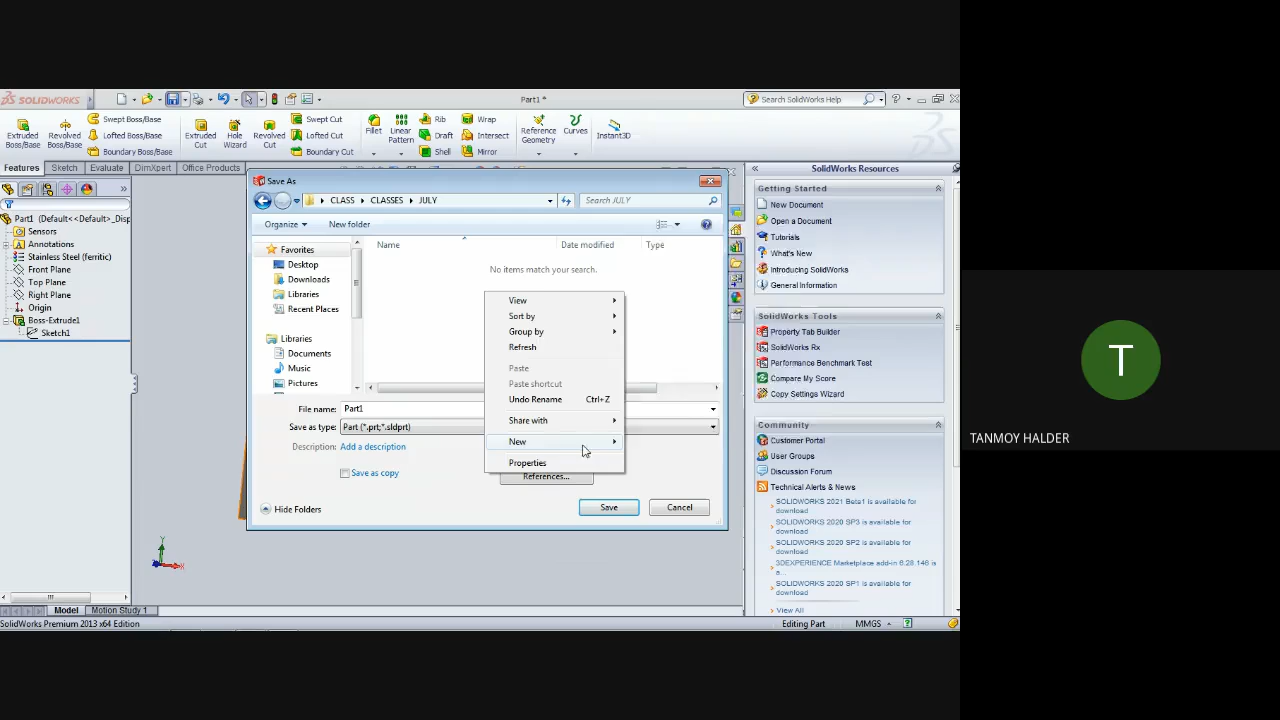 SOLIDWORKS
Part1 *
Search SolidWorks Help
Extruded Boss/Base
Revolved Boss/Base
Swept Boss/Base
Lofted Boss/Base
Boundary Boss/Base
Extruded Cut
Hole Wizard
Revolved Cut
Swept Cut
Lofted Cut
Boundary Cut
Fillet
Linear Pattern
Rib
Draft
Shell
Wrap
Intersect
Mirror
Reference Geometry
Curves
Instant3D
Features Sketch Evaluate DimXpert Office Products
Part1 (Default<<Default>_Disp
Sensors
Annotations
Stainless Steel (ferritic)
Front Plane
Top Plane
Right Plane
Origin
Boss-Extrude1
Sketch1
Save As
CLASS CLASSES JULY
Search JULY
Organize New folder
Name Date modified Type
No items match your search.
Favorites
Desktop
Downloads
Libraries
Recent Places
Libraries
Documents
Music
Pictures
View
Sort by
Group by
Refresh
Paste
Paste shortcut
Undo Rename Ctrl+Z
Share with
New
Properties
File name: Part1
Save as type: Part (*.prt;*.sldprt)
Description: Add a description
Save as copy
References...
Hide Folders
Save Cancel
SolidWorks Resources
Getting Started
New Document
Open a Document
Tutorials
What's New
Introducing SolidWorks
General Information
SolidWorks Tools
Property Tab Builder
SolidWorks Rx
Performance Benchmark Test
Compare My Score
Copy Settings Wizard
Community
Customer Portal
User Groups
Discussion Forum
Technical Alerts & News
SOLIDWORKS 2021 Beta1 is available for
download
SOLIDWORKS 2020 SP3 is available for
download
SOLIDWORKS 2020 SP2 is available for
download
3DEXPERIENCE Marketplace add-in 6.28.146 is
a...
SOLIDWORKS 2020 SP1 is available for
download
View All
Y
X
Model Motion Study 1
SolidWorks Premium 2013 x64 Edition
Editing Part
MMGS
T
TANMOY HALDER